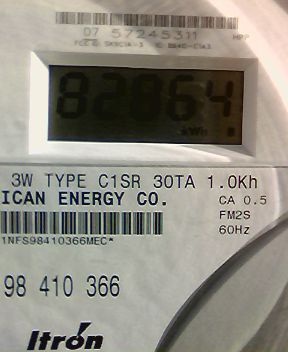 07 57245311
82864
kWh
3W TYPE C1SR 30TA 1.0Kh
ICAN ENERGY CO.
CA 0.5
FM2S
60Hz
1NFS98410366MEC*
98 410 366
Itron